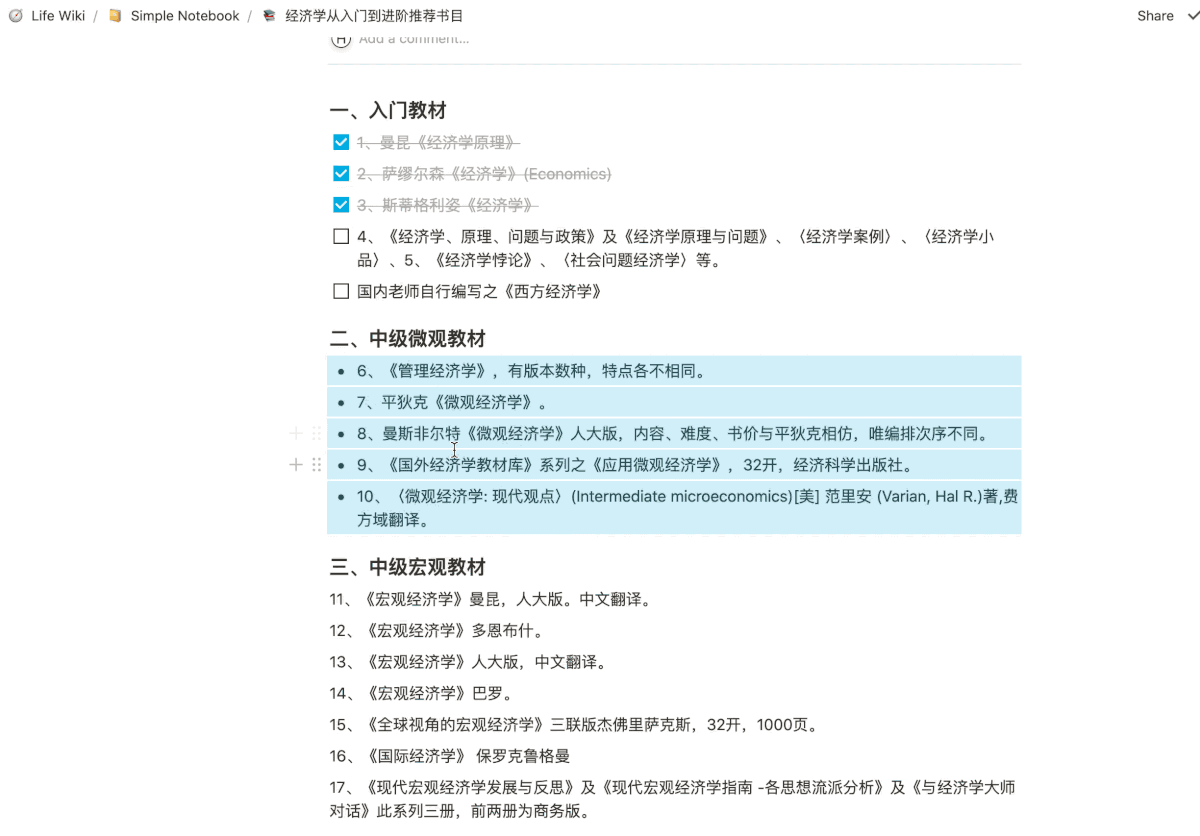 Life Wiki / Simple Notebook / 经济学从入门到进阶推荐书目 Share
H Add a comment...
一、入门教材
1、曼昆《经济学原理》
2、萨缪尔森《经济学》(Economics)
3、斯蒂格利姿《经济学》
4、《经济学、原理、问题与政策》及《经济学原理与问题》、〈经济学案例〉、〈经济学小
品〉、5、《经济学悖论》、〈社会问题经济学〉等。
国内老师自行编写之《西方经济学》
二、中级微观教材
• 6、《管理经济学》，有版本数种，特点各不相同。
• 7、平狄克《微观经济学》。
• 8、曼斯非尔特《微观经济学》人大版，内容、难度、书价与平狄克相仿，唯编排次序不同。
• 9、《国外经济学教材库》系列之《应用微观经济学》，32开，经济科学出版社。
• 10、〈微观经济学: 现代观点〉(Intermediate microeconomics)[美] 范里安 (Varian, Hal R.)著,费
方域翻译。
三、中级宏观教材
11、《宏观经济学》曼昆，人大版。中文翻译。
12、《宏观经济学》多恩布什。
13、《宏观经济学》人大版，中文翻译。
14、《宏观经济学》巴罗。
15、《全球视角的宏观经济学》三联版杰佛里萨克斯，32开，1000页。
16、《国际经济学》 保罗克鲁格曼
17、《现代宏观经济学发展与反思》及《现代宏观经济学指南 -各思想流派分析》及《与经济学大师
对话》此系列三册，前两册为商务版。